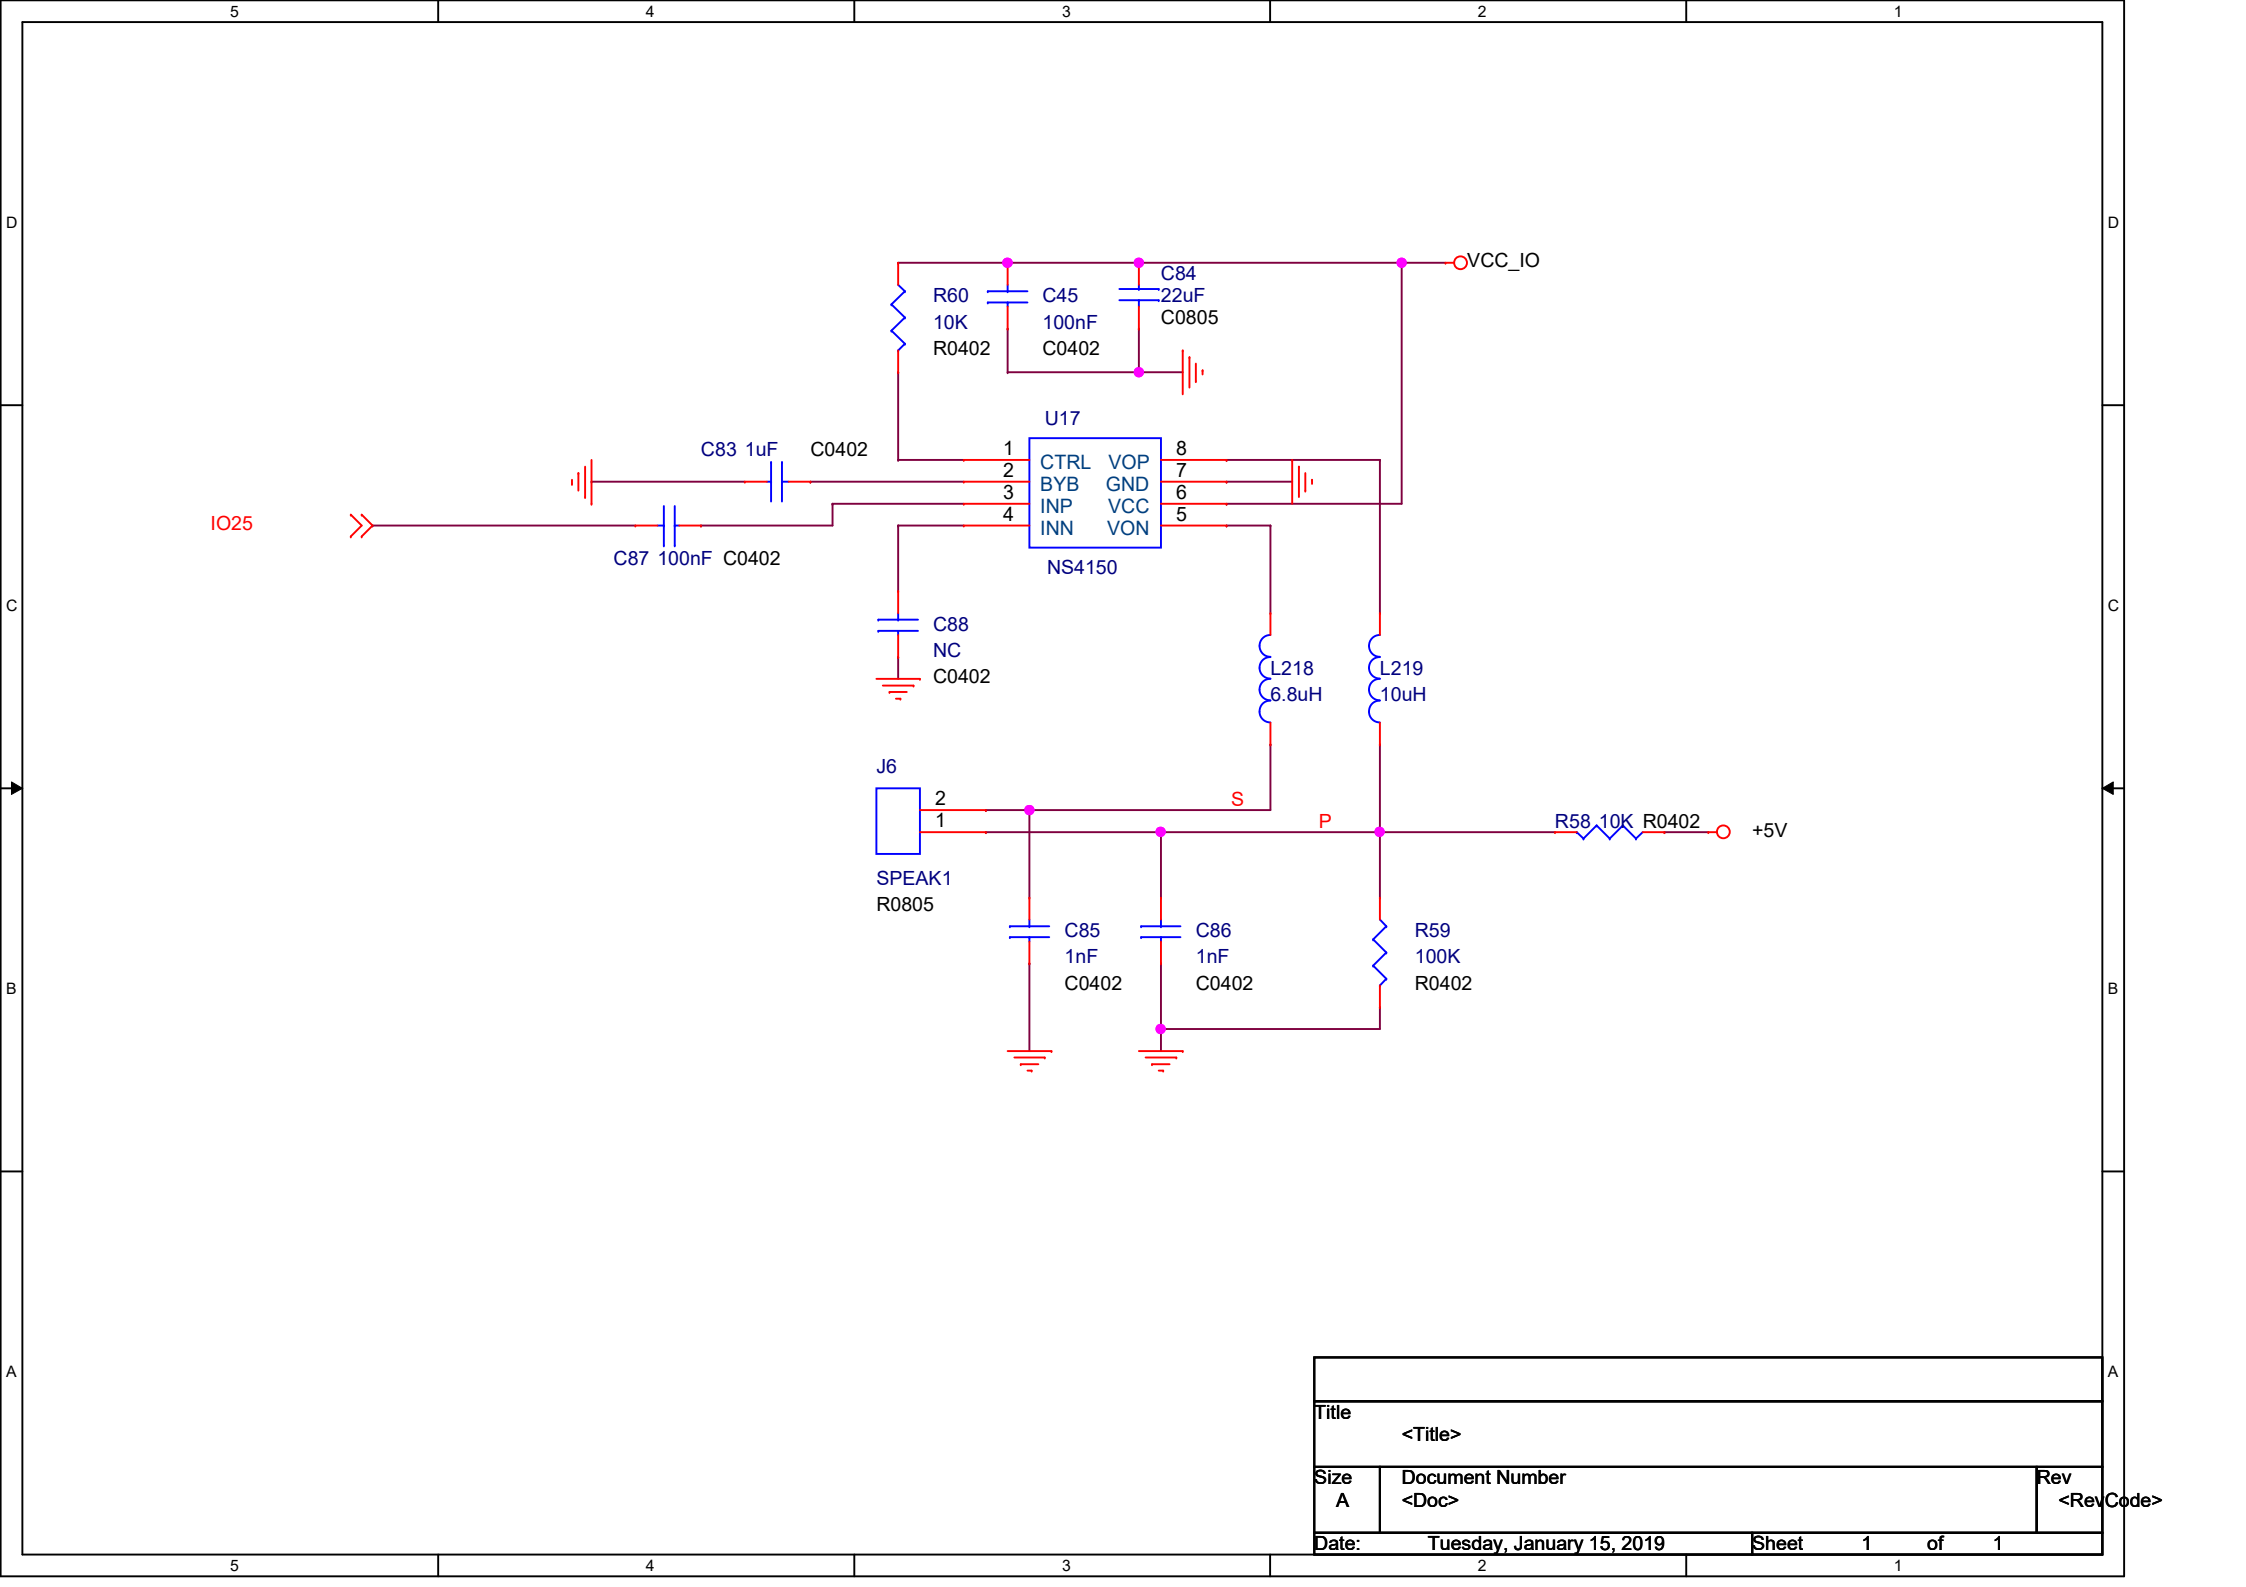 5 4 3 2 1
D D
VCC_IO
C84
22uF
C0805
R60
10K
R0402
C45
100nF
C0402
U17
C83 1uF C0402
1 CTRL VOP 8
2 BYB GND 7
3 INP VCC 6
4 INN VON 5
NS4150
IO25
C87 100nF C0402
C C
C88
NC
C0402
L218
6.8uH
L219
10uH
J6
2 S
1 P
R58 10K R0402
+5V
SPEAK1
R0805
C85
1nF
C0402
C86
1nF
C0402
R59
100K
R0402
B B
A A
Title
<Title>
Size Document Number Rev
A <Doc> <RevCode>
Date: Tuesday, January 15, 2019 Sheet 1 of 1
5 4 3 2 1